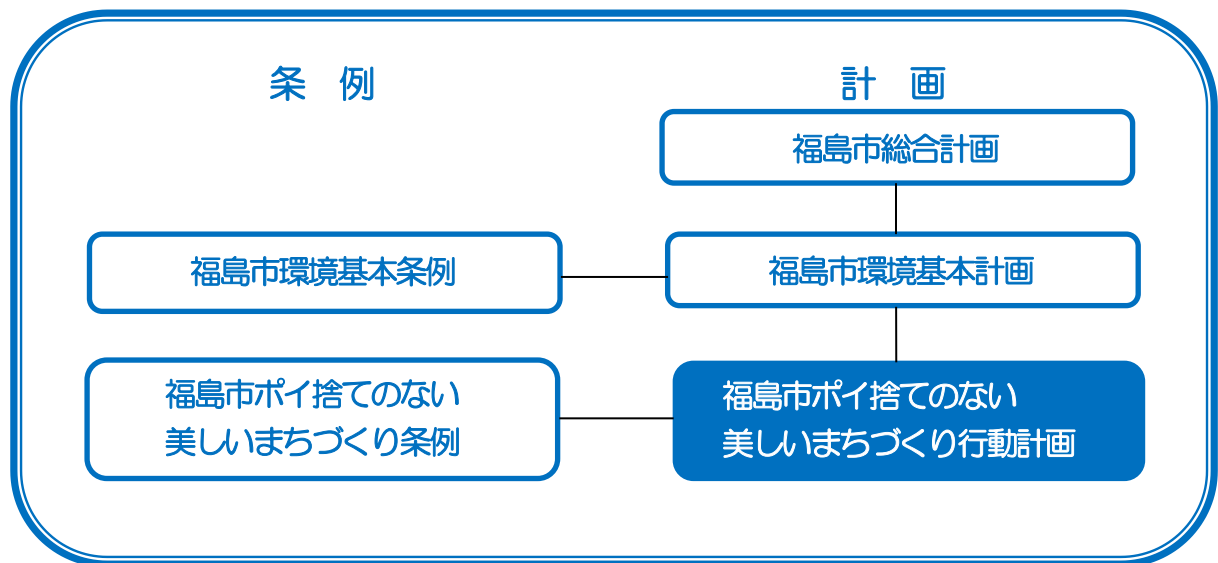 条　例
計　画
福島市総合計画
福島市環境基本条例
福島市環境基本計画
福島市ポイ捨てのない
美しいまちづくり条例
福島市ポイ捨てのない
美しいまちづくり行動計画